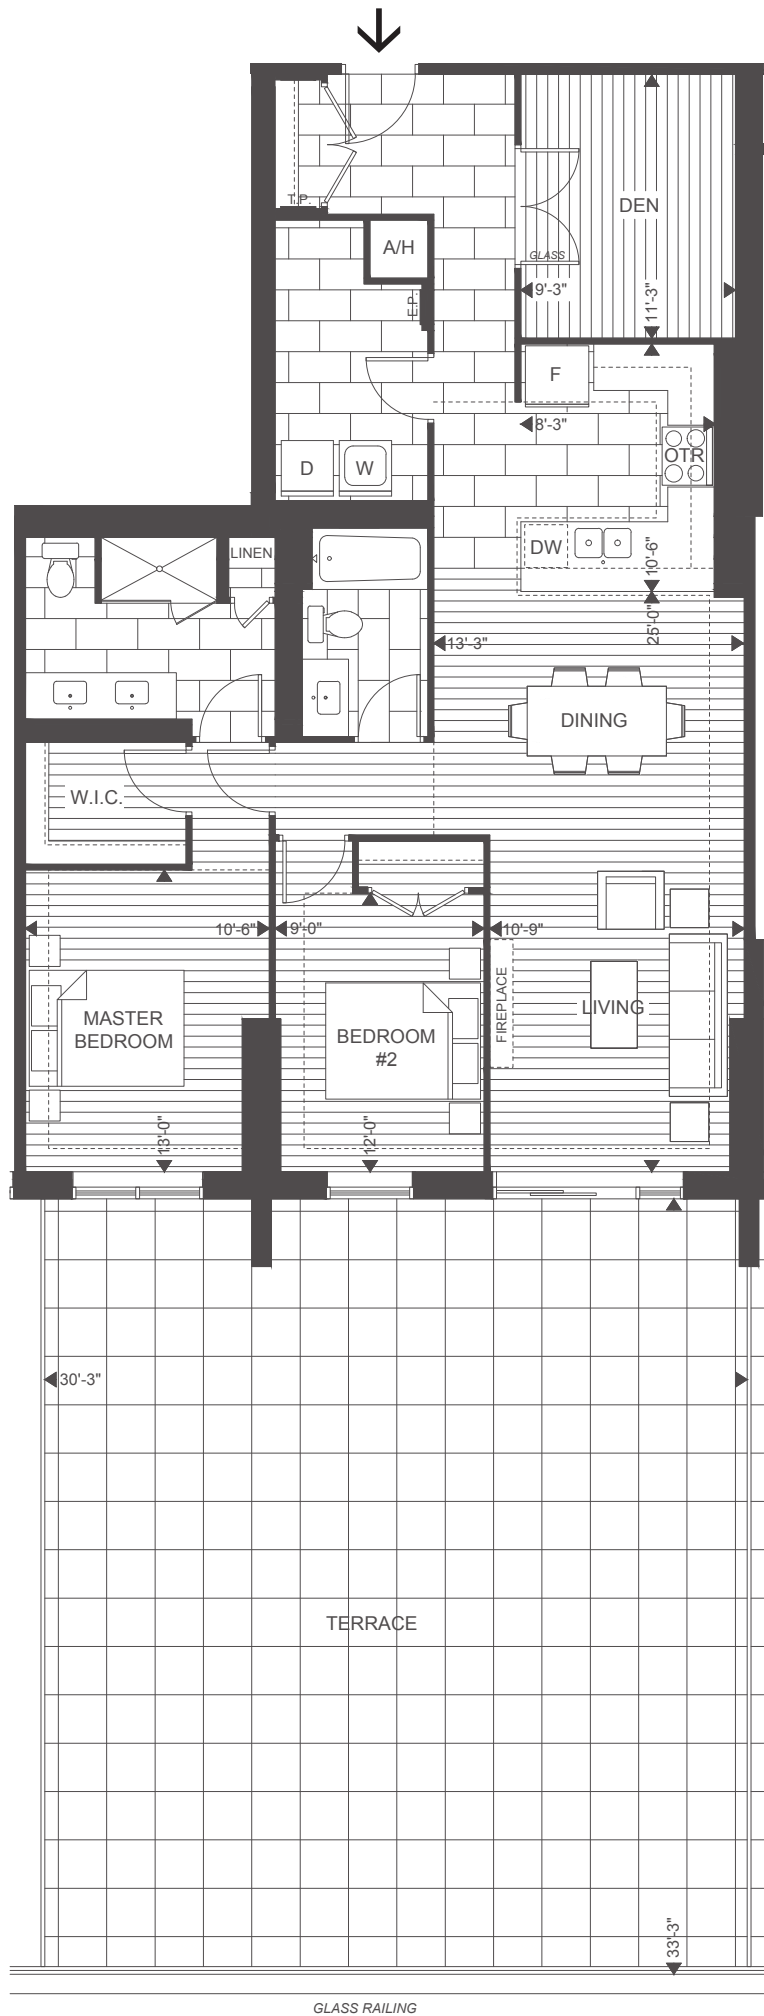 T.P.
A/H
E.P.
DEN
GLASS
9'-3"
11'-3"
F
8'-3"
OTR
D
W
DW
10'-6"
LINEN
25'-0"
13'-3"
DINING
W.I.C.
10'-6"
9'-0"
10'-9"
MASTER
BEDROOM
BEDROOM
#2
FIREPLACE
LIVING
13'-0"
12'-0"
30'-3"
TERRACE
33'-3"
GLASS RAILING